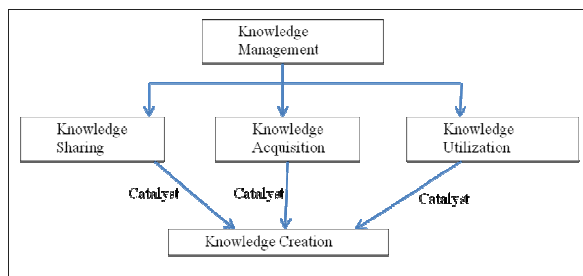 Knowledge
Management
Knowledge
Sharing
Knowledge
Acquisition
Knowledge
Utilization
Catalyst
Catalyst
Catalyst
Knowledge Creation